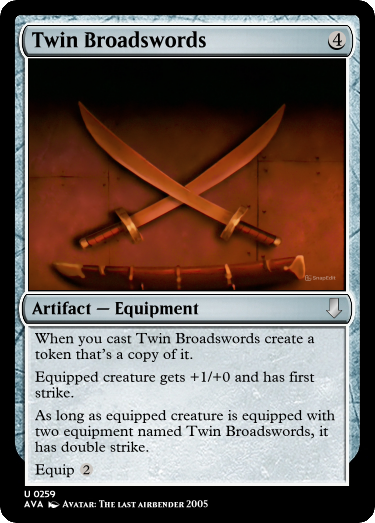 Twin Broadswords 4
SnapEdit
Artifact — Equipment
When you cast Twin Broadswords create a
token that's a copy of it.
Equipped creature gets +1/+0 and has first
strike.
As long as equipped creature is equipped with
two equipment named Twin Broadswords, it
has double strike.
Equip 2
U 0259
AVA Avatar: The last airbender 2005